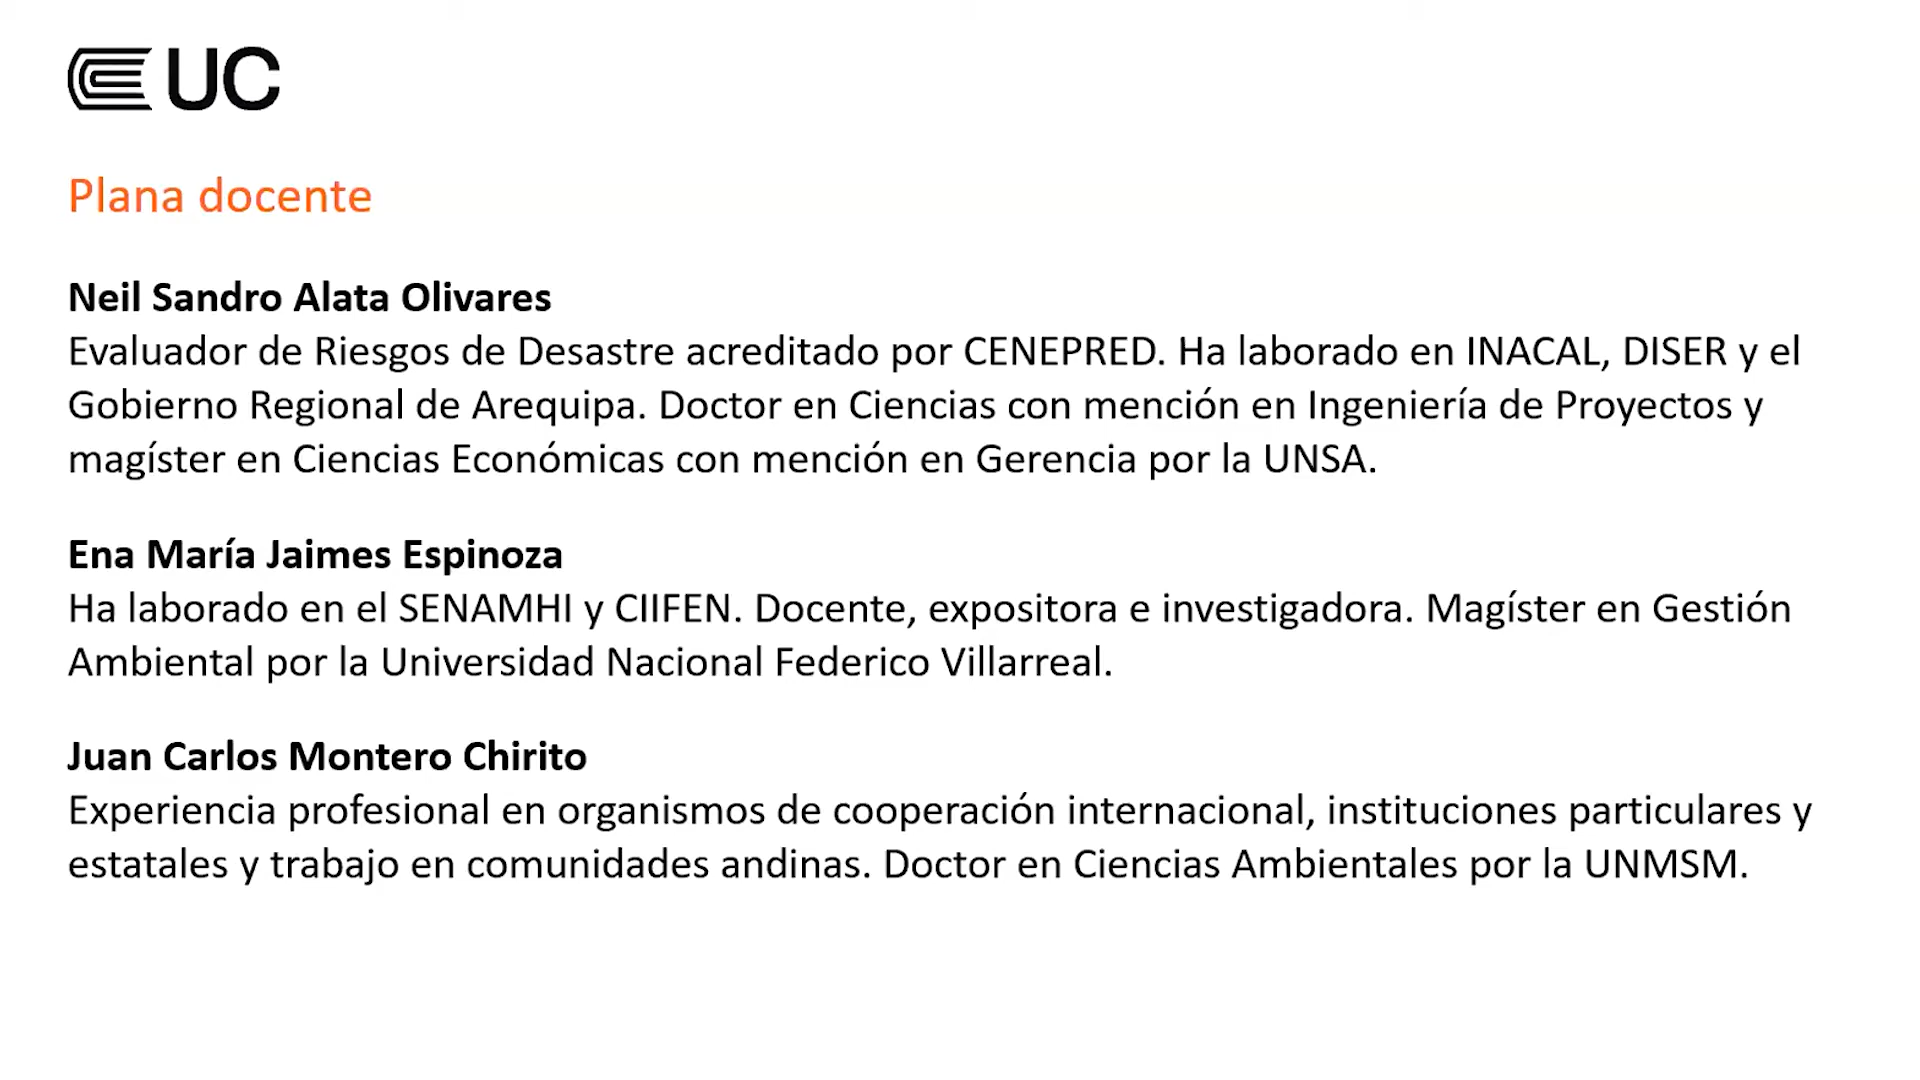 UC
Plana docente
Neil Sandro Alata Olivares
Evaluador de Riesgos de Desastre acreditado por CENEPRED. Ha laborado en INACAL, DISER y el
Gobierno Regional de Arequipa. Doctor en Ciencias con mención en Ingeniería de Proyectos y
magíster en Ciencias Económicas con mención en Gerencia por la UNSA.
Ena María Jaimes Espinoza
Ha laborado en el SENAMHI y CIIFEN. Docente, expositora e investigadora. Magíster en Gestión
Ambiental por la Universidad Nacional Federico Villarreal.
Juan Carlos Montero Chirito
Experiencia profesional en organismos de cooperación internacional, instituciones particulares y
estatales y trabajo en comunidades andinas. Doctor en Ciencias Ambientales por la UNMSM.